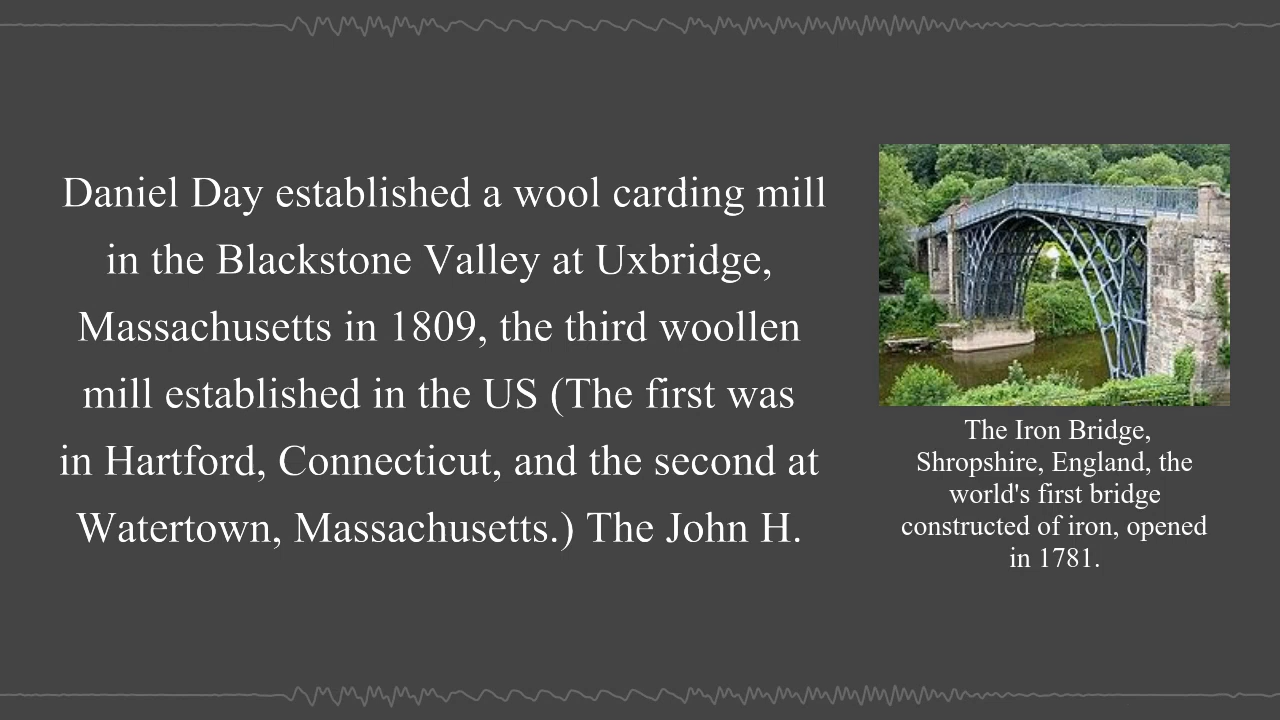 Daniel Day established a wool carding mill
in the Blackstone Valley at Uxbridge,
Massachusetts in 1809, the third woollen
mill established in the US (The first was
in Hartford, Connecticut, and the second at
Watertown, Massachusetts.) The John H.
The Iron Bridge,
Shropshire, England, the
world's first bridge
constructed of iron, opened
in 1781.